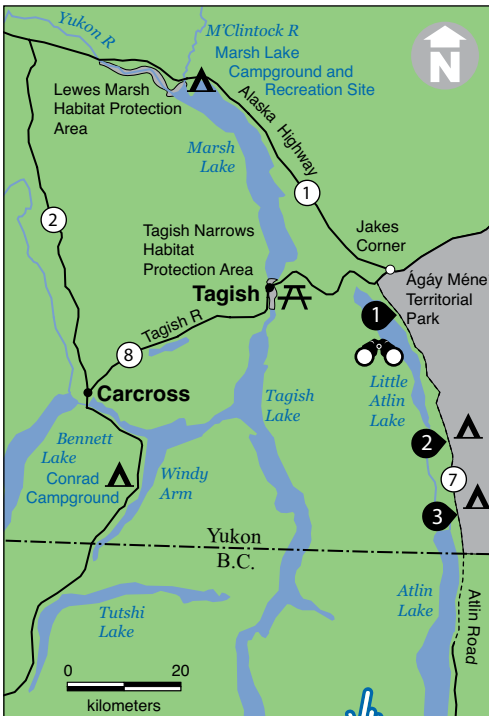 Yukon R
M'Clintock R
N
Marsh Lake
Campground and
Recreation Site
Lewes Marsh
Habitat Protection
Area
Alaska Highway
Marsh
Lake
1
2
Jakes
Corner
Tagish Narrows
Habitat
Protection Area
Tagish
Ágáy Méne
Territorial
Park
1
Tagish R
8
Carcross
Little
Atlin
Lake
Tagish
Lake
Bennett
Lake
2
Conrad
Campground
Windy
Arm
7
3
Yukon
B.C.
Atlin
Lake
Atlin Road
Tutshi
Lake
0 20
kilometers